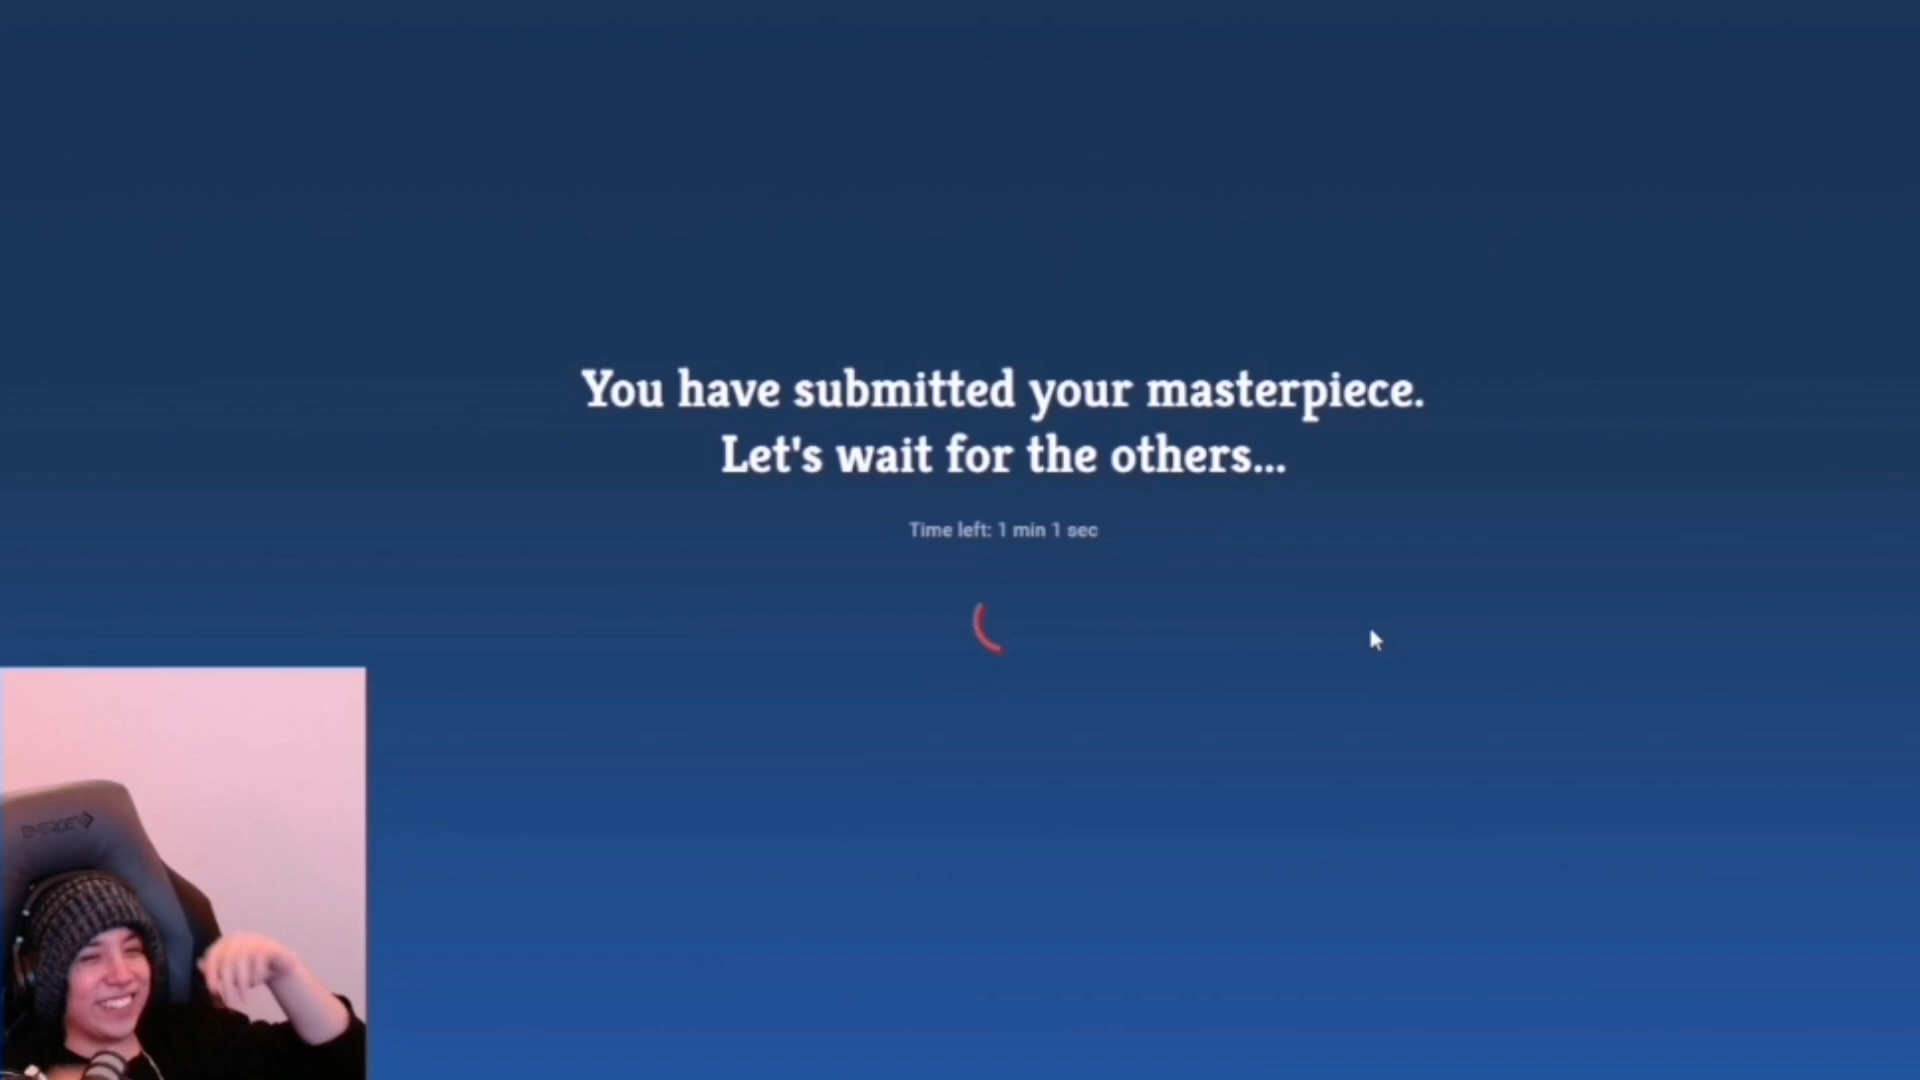 You have submitted your masterpiece.
Let's wait for the others...
Time left: 1 min 1 sec